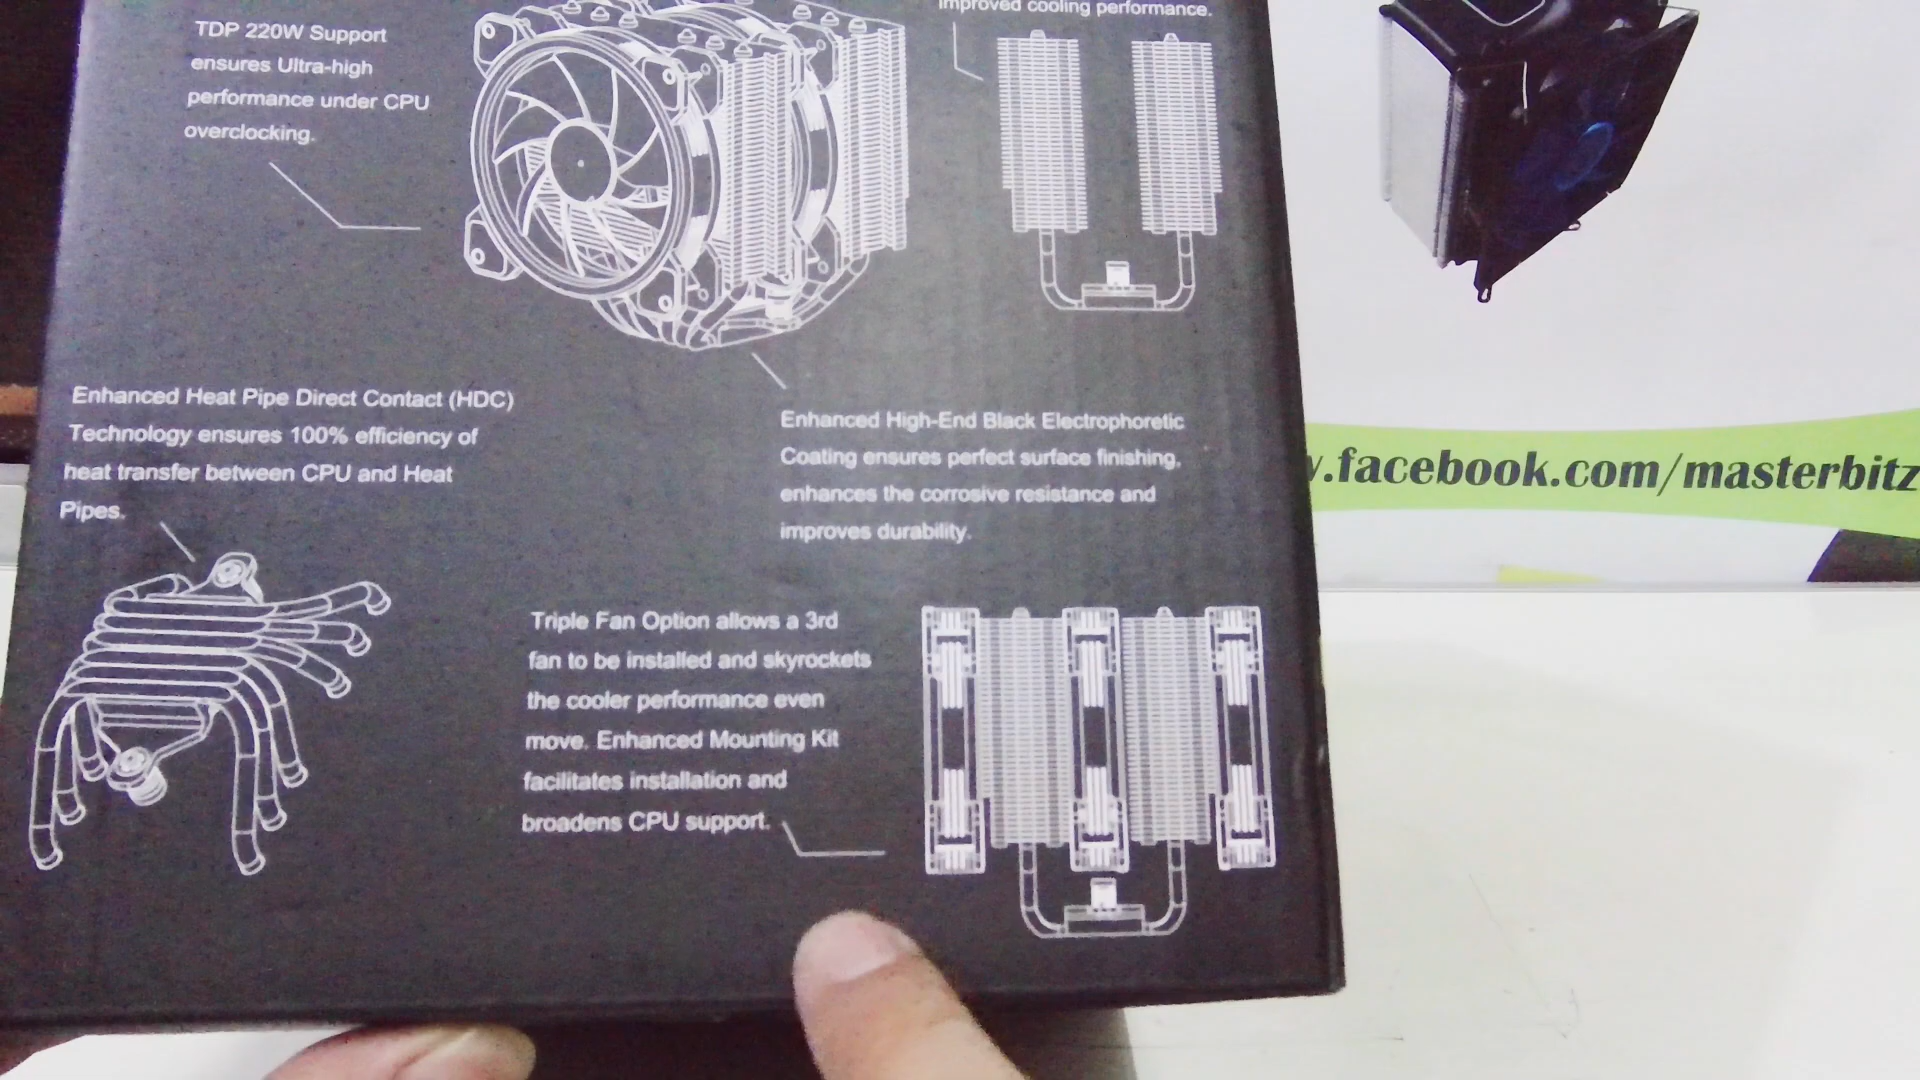 improved cooling performance.
TDP 220W Support
ensures Ultra-high
performance under CPU
overclocking.
Enhanced Heat Pipe Direct Contact (HDC)
Technology ensures 100% efficiency of
heat transfer between CPU and Heat
Pipes.
Enhanced High-End Black Electrophoretic
Coating ensures perfect surface finishing,
enhances the corrosive resistance and
improves durability.
Triple Fan Option allows a 3rd
fan to be installed and skyrockets
the cooler performance even
move. Enhanced Mounting Kit
facilitates installation and
broadens CPU support.
.facebook.com/masterbitz